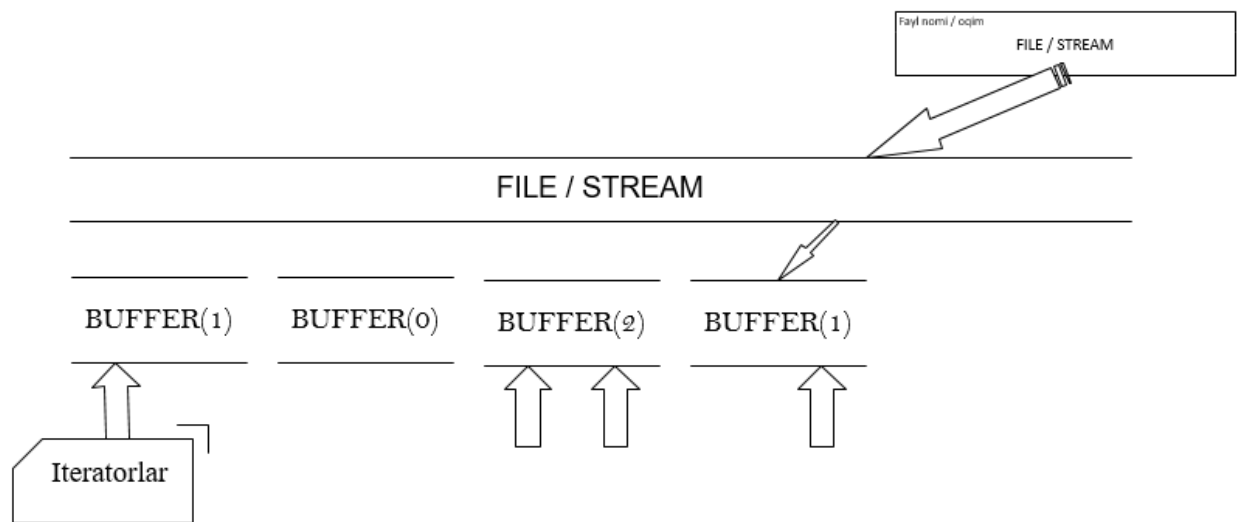 Fayl nomi / oqim
FILE / STREAM
FILE / STREAM
BUFFER(1)
BUFFER(0)
BUFFER(2)
BUFFER(1)
Iteratorlar